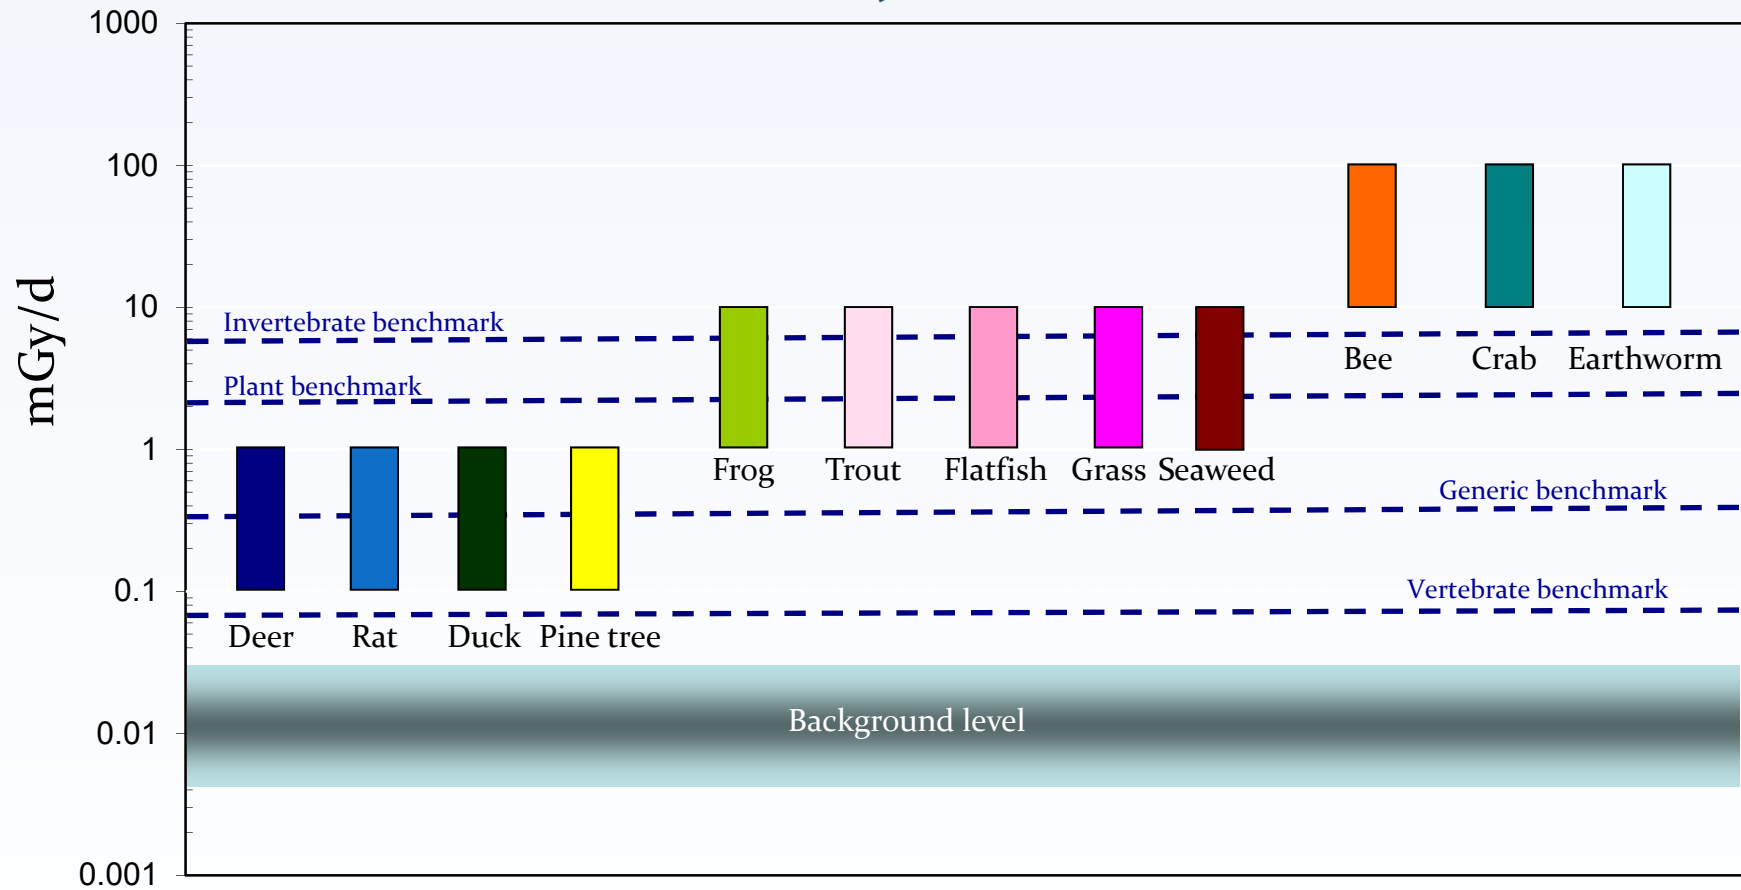 1000
100
10
1
0.1
0.01
0.001
mGy/d
Invertebrate benchmark
Plant benchmark
Bee Crab Earthworm
Frog Trout Flatfish Grass Seaweed
Generic benchmark
Vertebrate benchmark
Deer Rat Duck Pine tree
Background level